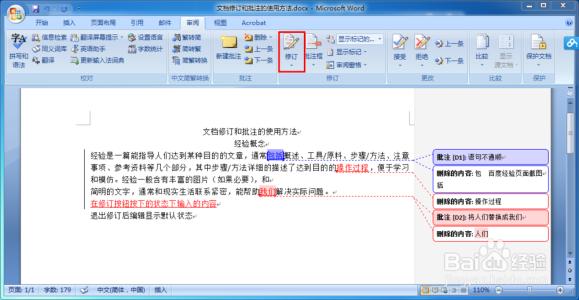 文档修订和批注的使用方法.docx - Microsoft Word
开始 插入 页面布局 引用 邮件 审阅 视图 Acrobat
拼写和语法 信息检索 同义词库 翻译 翻译屏幕提示 英语助手 更新输入法词典 设置语言 字数统计
繁转简 简转繁 简繁转换
新建批注 删除 上一条 下一条
修订 批注框 显示标记的... 显示标记 审阅窗格
接受 拒绝 上一条 下一条
比较 显示源文档 保护文档
校对 中文简繁转换 批注 修订 更改 比较 保护
文档修订和批注的使用方法
经验概念
经验是一篇能指导人们达到某种目的的文章，通常包括概述、工具/原料、步骤/方法、注意
事项、参考资料等几个部分，其中步骤/方法详细的描述了达到目的的操作过程，便于学习
和模仿。经验一般含有丰富的图片（如果必要），和
简明的文字，通常和现实生活联系紧密，能帮助我们解决实际问题。
在修订按钮按下的状态下输入的内容
退出修订后编辑显示默认状态
批注 [D1]: 语句不通顺
删除的内容: 包 百度经验页面截图
括
删除的内容: 操作过程
批注 [D2]: 将人们替换成我们
删除的内容: 人们
页面: 1/1 字数: 179 中文(简体，中国) 插入 110%
Baidu经验